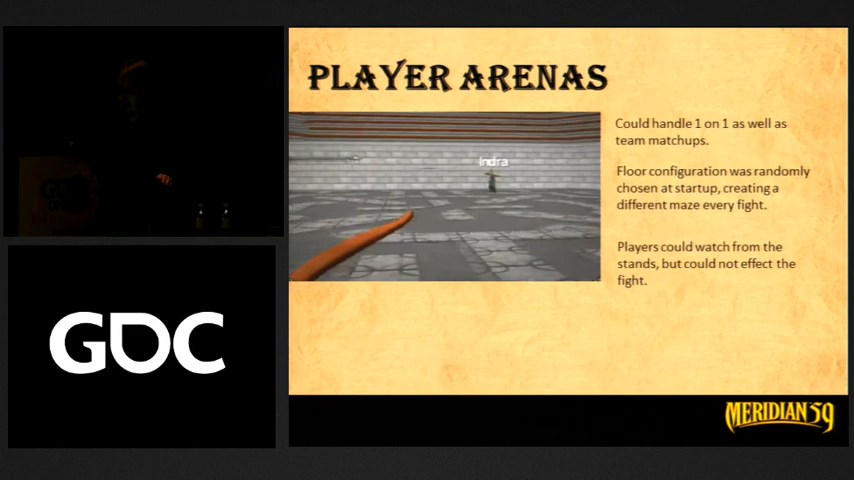 PLAYER ARENAS
Indra
Could handle 1 on 1 as well as
team matchups.
Floor configuration was randomly
chosen at startup, creating a
different maze every fight.
Players could watch from the
stands, but could not effect the
fight.
GDC
MERIDIAN 59